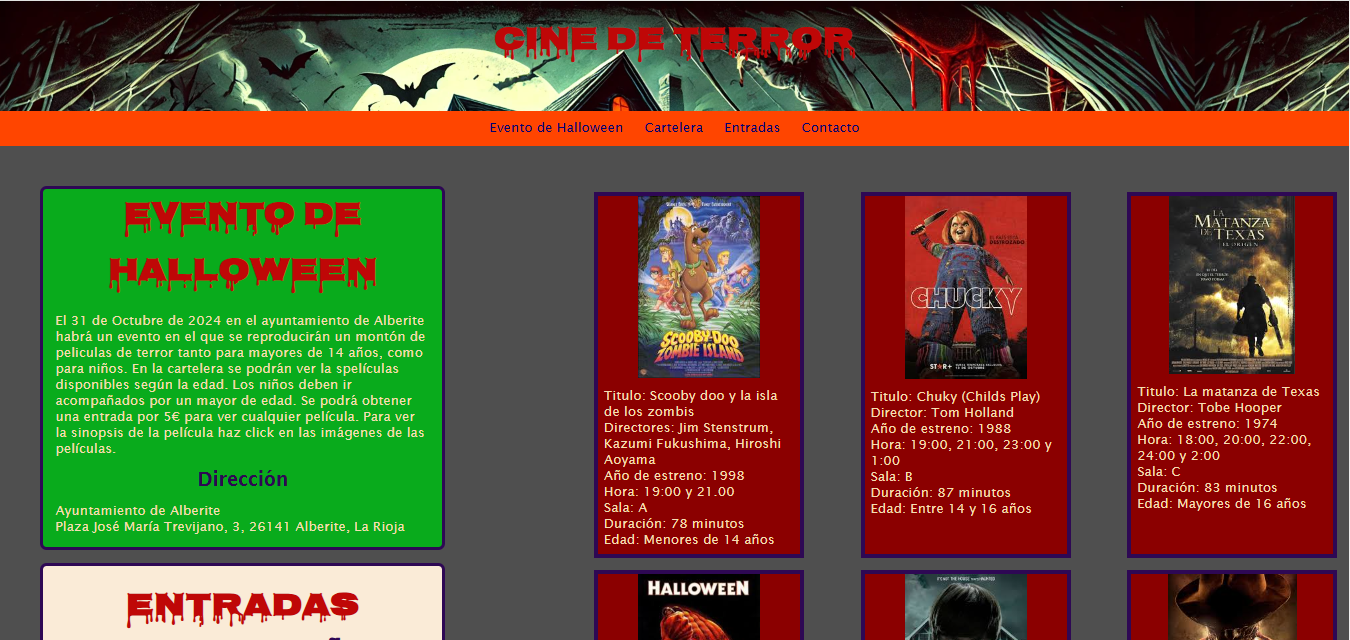 CINE DE TERROR
Evento de Halloween
Cartelera
Entradas
Contacto
EVENTO DE
HALLOWEEN
El 31 de Octubre de 2024 en el ayuntamiento de Alberite
habrá un evento en el que se reproducirán un montón de
peliculas de terror tanto para mayores de 14 años, como
para niños. En la cartelera se podrán ver la spelículas
disponibles según la edad. Los niños deben ir
acompañados por un mayor de edad. Se podrá obtener
una entrada por 5€ para ver cualquier película. Para ver
la sinopsis de la película haz click en las imágenes de las
películas.
Dirección
Ayuntamiento de Alberite
Plaza José María Trevijano, 3, 26141 Alberite, La Rioja
ENTRADAS
SCOOBY-DOO
ZOMBIE ISLAND
Titulo: Scooby doo y la isla
de los zombis
Directores: Jim Stenstrum,
Kazumi Fukushima, Hiroshi
Aoyama
Año de estreno: 1998
Hora: 19:00 y 21.00
Sala: A
Duración: 78 minutos
Edad: Menores de 14 años
CHUCKY
STAR+
Titulo: Chuky (Childs Play)
Director: Tom Holland
Año de estreno: 1988
Hora: 19:00, 21:00, 23:00 y
1:00
Sala: B
Duración: 87 minutos
Edad: Entre 14 y 16 años
LA
MATANZA
DE TEXAS
EL ORIGEN
Titulo: La matanza de Texas
Director: Tobe Hooper
Año de estreno: 1974
Hora: 18:00, 20:00, 22:00,
24:00 y 2:00
Sala: C
Duración: 83 minutos
Edad: Mayores de 16 años
HALLOWEEN
IT'S NOT THE HOUSE THAT'S HAUNTED